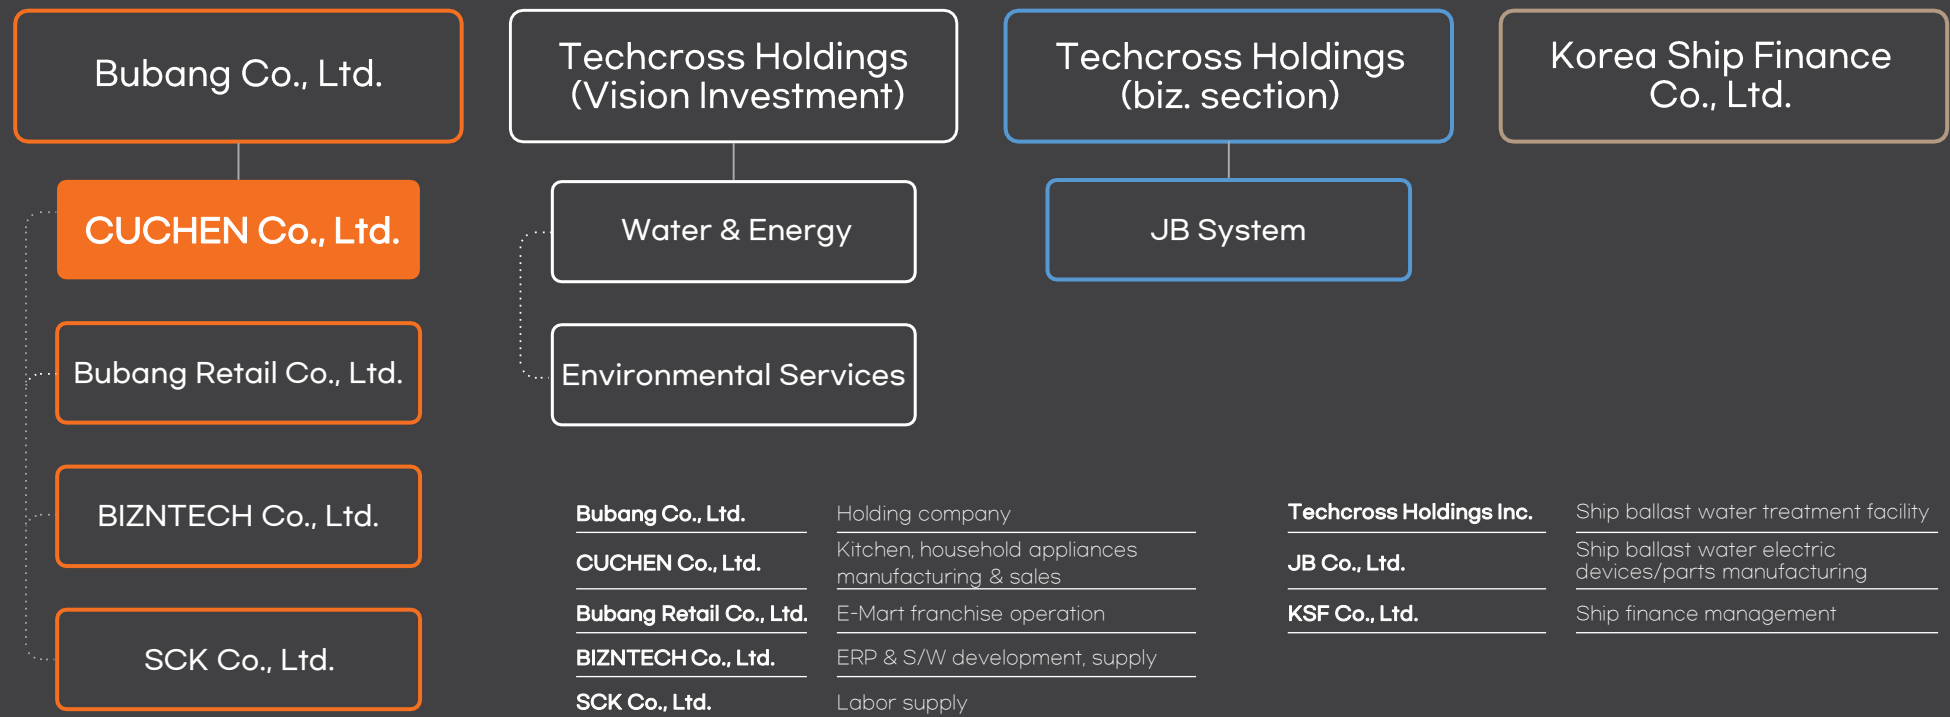 Bubang Co., Ltd.
Techcross Holdings
(Vision Investment)
Techcross Holdings
(biz. section)
Korea Ship Finance
Co., Ltd.
CUCHEN Co., Ltd.
Water & Energy
JB System
Bubang Retail Co., Ltd.
Environmental Services
BIZNTECH Co., Ltd.
SCK Co., Ltd.
Bubang Co., Ltd.
Holding company
CUCHEN Co., Ltd.
Kitchen, household appliances
manufacturing & sales
Bubang Retail Co., Ltd.
E-Mart franchise operation
BIZNTECH Co., Ltd.
ERP & S/W development, supply
SCK Co., Ltd.
Labor supply
Techcross Holdings Inc.
Ship ballast water treatment facility
JB Co., Ltd.
Ship ballast water electric
devices/parts manufacturing
KSF Co., Ltd.
Ship finance management